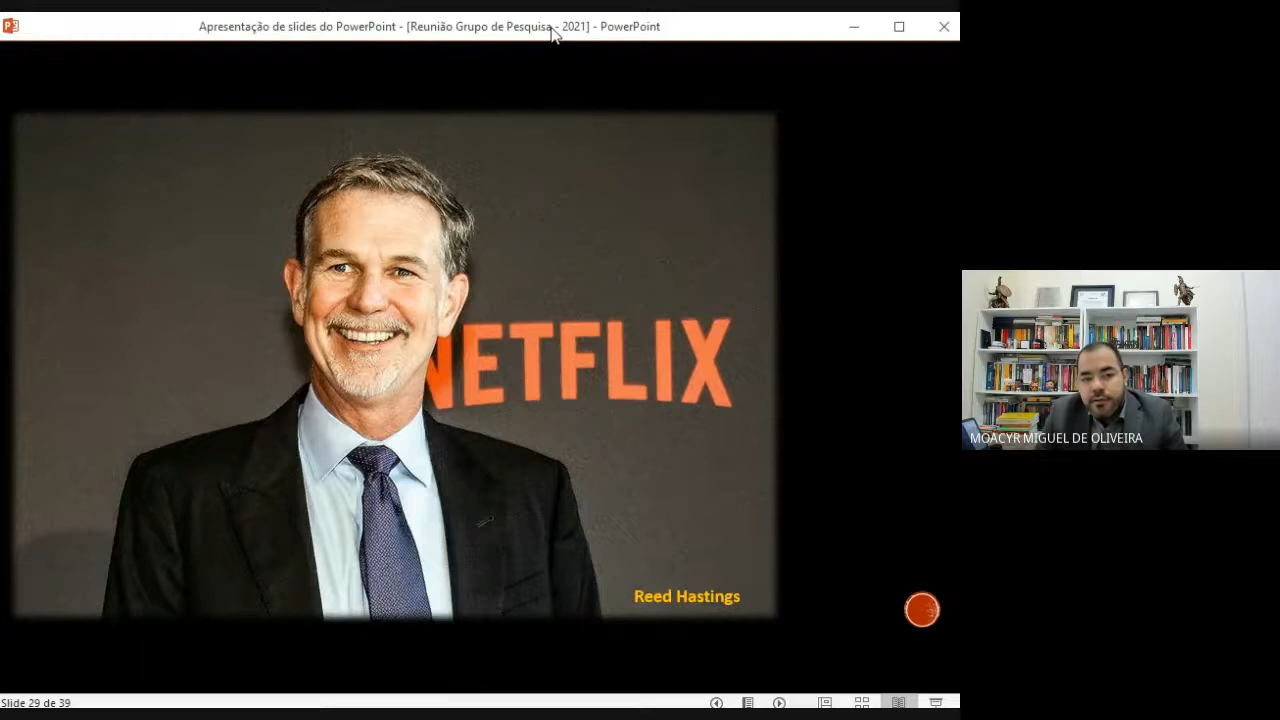 Apresentação de slides do PowerPoint - [Reunião Grupo de Pesquisa - 2021] - PowerPoint
NETFLIX
Reed Hastings
MOACYR MIGUEL DE OLIVEIRA
Slide 29 de 39